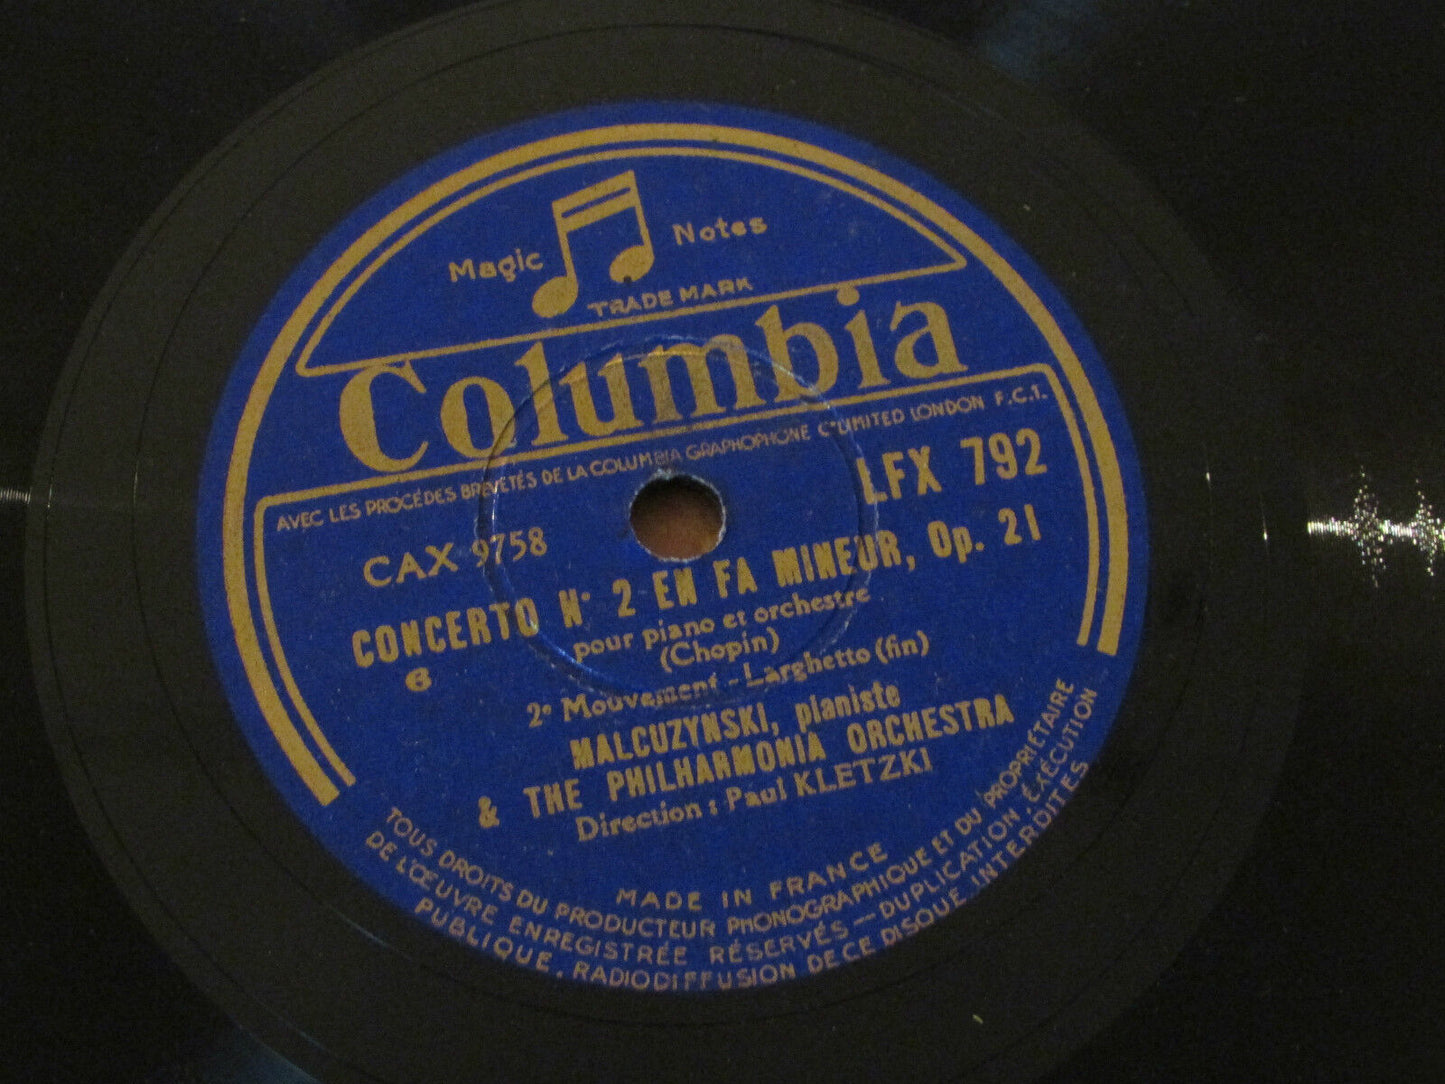 Magic Notes
TRADE MARK
Columbia
AVEC LES PROCÉDÉS BREVETÉS DE LA COLUMBIA GRAPHOPHONE Cº LIMITED LONDON F.C.T.
LFX 792
CAX 9758
CONCERTO Nº 2 EN FA MINEUR, Op. 21
pour piano et orchestre
(Chopin)
6
2e Mouvement - Larghetto (fin)
MALCUZYNSKI, pianiste
& THE PHILHARMONIA ORCHESTRA
Direction : Paul KLETZKI
MADE IN FRANCE
TOUS DROITS DU PRODUCTEUR PHONOGRAPHIQUE ET DU PROPRIÉTAIRE
DE L'ŒUVRE ENREGISTRÉE RÉSERVÉS — DUPLICATION EXÉCUTION
PUBLIQUE, RADIODIFFUSION DE CE DISQUE INTERDITES